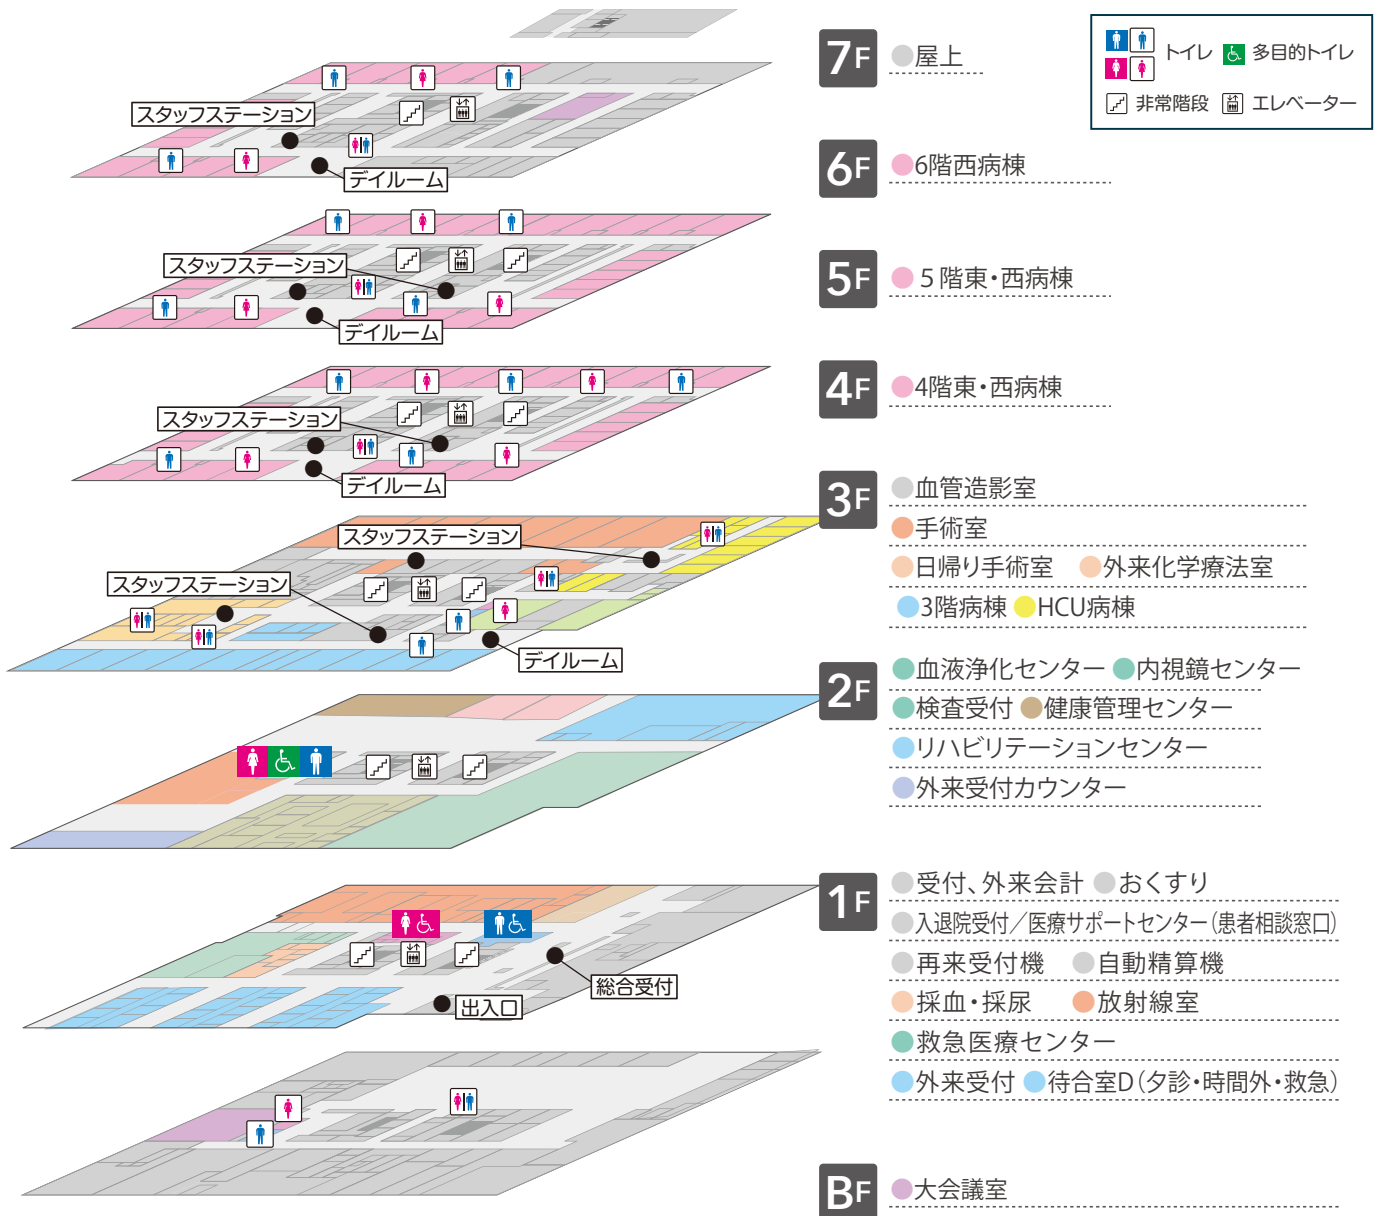 7F
屋上
トイレ
多目的トイレ
非常階段
エレベーター
スタッフステーション
デイルーム
6F
6階西病棟
スタッフステーション
デイルーム
5F
5階東・西病棟
スタッフステーション
デイルーム
4F
4階東・西病棟
スタッフステーション
スタッフステーション
デイルーム
3F
血管造影室
手術室
日帰り手術室 外来化学療法室
3階病棟 HCU病棟
2F
血液浄化センター 内視鏡センター
検査受付 健康管理センター
リハビリテーションセンター
外来受付カウンター
総合受付
出入口
1F
受付、外来会計 おくすり
入退院受付／医療サポートセンター(患者相談窓口)
再来受付機 自動精算機
採血・採尿 放射線室
救急医療センター
外来受付 待合室D(夕診・時間外・救急)
BF
大会議室